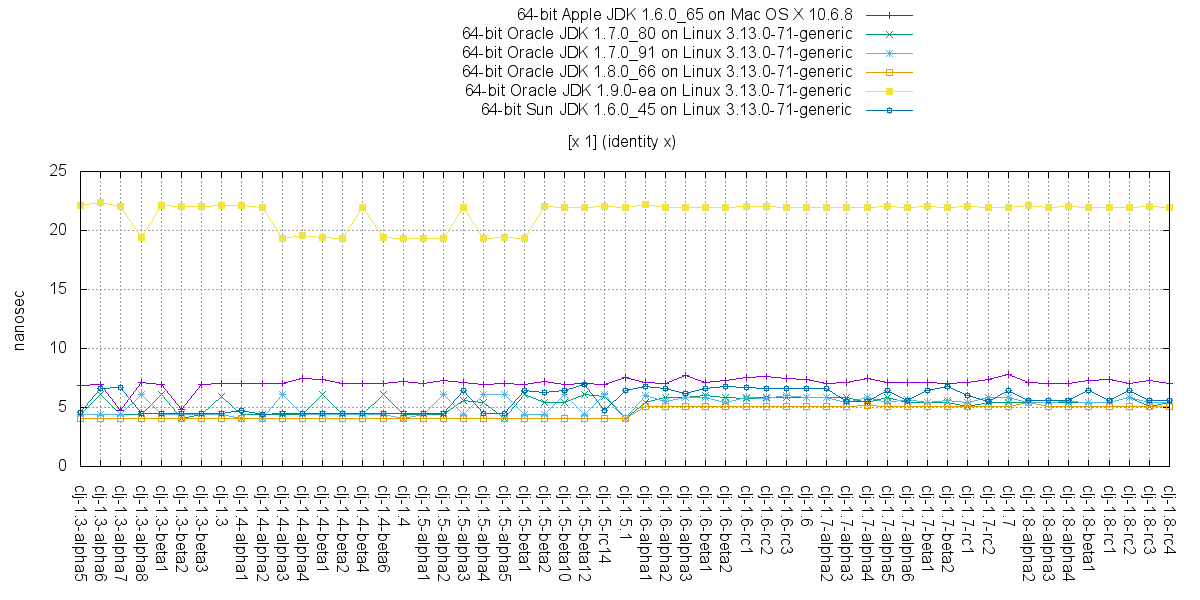 64-bit Apple JDK 1.6.0_65 on Mac OS X 10.6.8
64-bit Oracle JDK 1.7.0_80 on Linux 3.13.0-71-generic
64-bit Oracle JDK 1.7.0_91 on Linux 3.13.0-71-generic
64-bit Oracle JDK 1.8.0_66 on Linux 3.13.0-71-generic
64-bit Oracle JDK 1.9.0-ea on Linux 3.13.0-71-generic
64-bit Sun JDK 1.6.0_45 on Linux 3.13.0-71-generic
[x 1] (identity x)
25
20
15
10
5
0
nanosec
clj-1.3-alpha5
clj-1.3-alpha6
clj-1.3-alpha7
clj-1.3-alpha8
clj-1.3-beta1
clj-1.3-beta2
clj-1.3-beta3
clj-1.3
clj-1.4-alpha1
clj-1.4-alpha2
clj-1.4-alpha3
clj-1.4-alpha4
clj-1.4-beta1
clj-1.4-beta2
clj-1.4-beta4
clj-1.4-beta6
clj-1.4
clj-1.5-alpha1
clj-1.5-alpha2
clj-1.5-alpha3
clj-1.5-alpha4
clj-1.5-alpha5
clj-1.5-beta1
clj-1.5-beta2
clj-1.5-beta10
clj-1.5-beta12
clj-1.5-rc14
clj-1.5.1
clj-1.6-alpha1
clj-1.6-alpha2
clj-1.6-alpha3
clj-1.6-beta1
clj-1.6-beta2
clj-1.6-rc1
clj-1.6-rc2
clj-1.6-rc3
clj-1.6
clj-1.7-alpha2
clj-1.7-alpha3
clj-1.7-alpha4
clj-1.7-alpha5
clj-1.7-alpha6
clj-1.7-beta1
clj-1.7-beta2
clj-1.7-rc1
clj-1.7-rc2
clj-1.7
clj-1.8-alpha2
clj-1.8-alpha3
clj-1.8-alpha4
clj-1.8-beta1
clj-1.8-rc1
clj-1.8-rc2
clj-1.8-rc3
clj-1.8-rc4